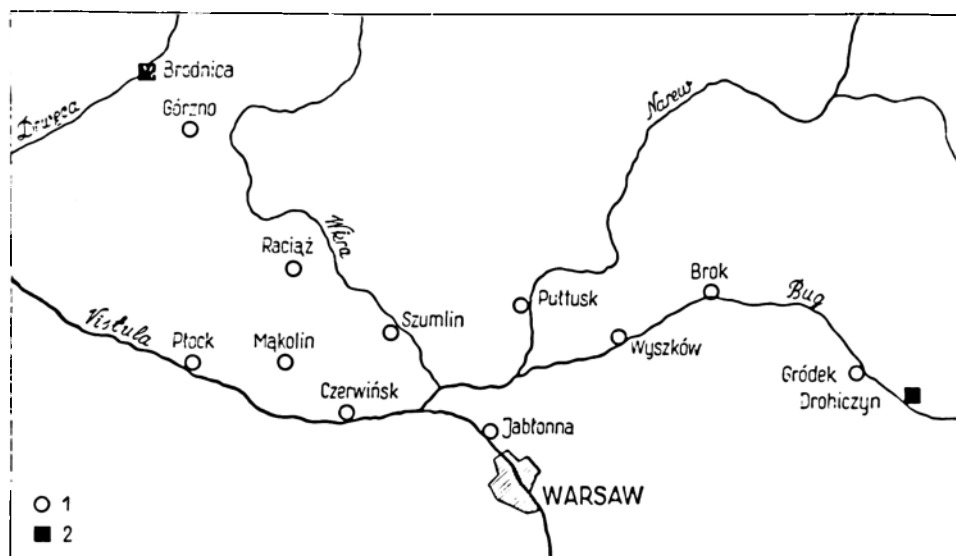 Brodnica
Górzno
Drwęca
Narew
Wkra
Raciąż
Brok
Bug
Szumlin
Pułtusk
Vistula
Płock
Mąkolin
Wyszków
Czerwińsk
Gródek
Drohiczyn
Jabłonna
WARSAW
1
2